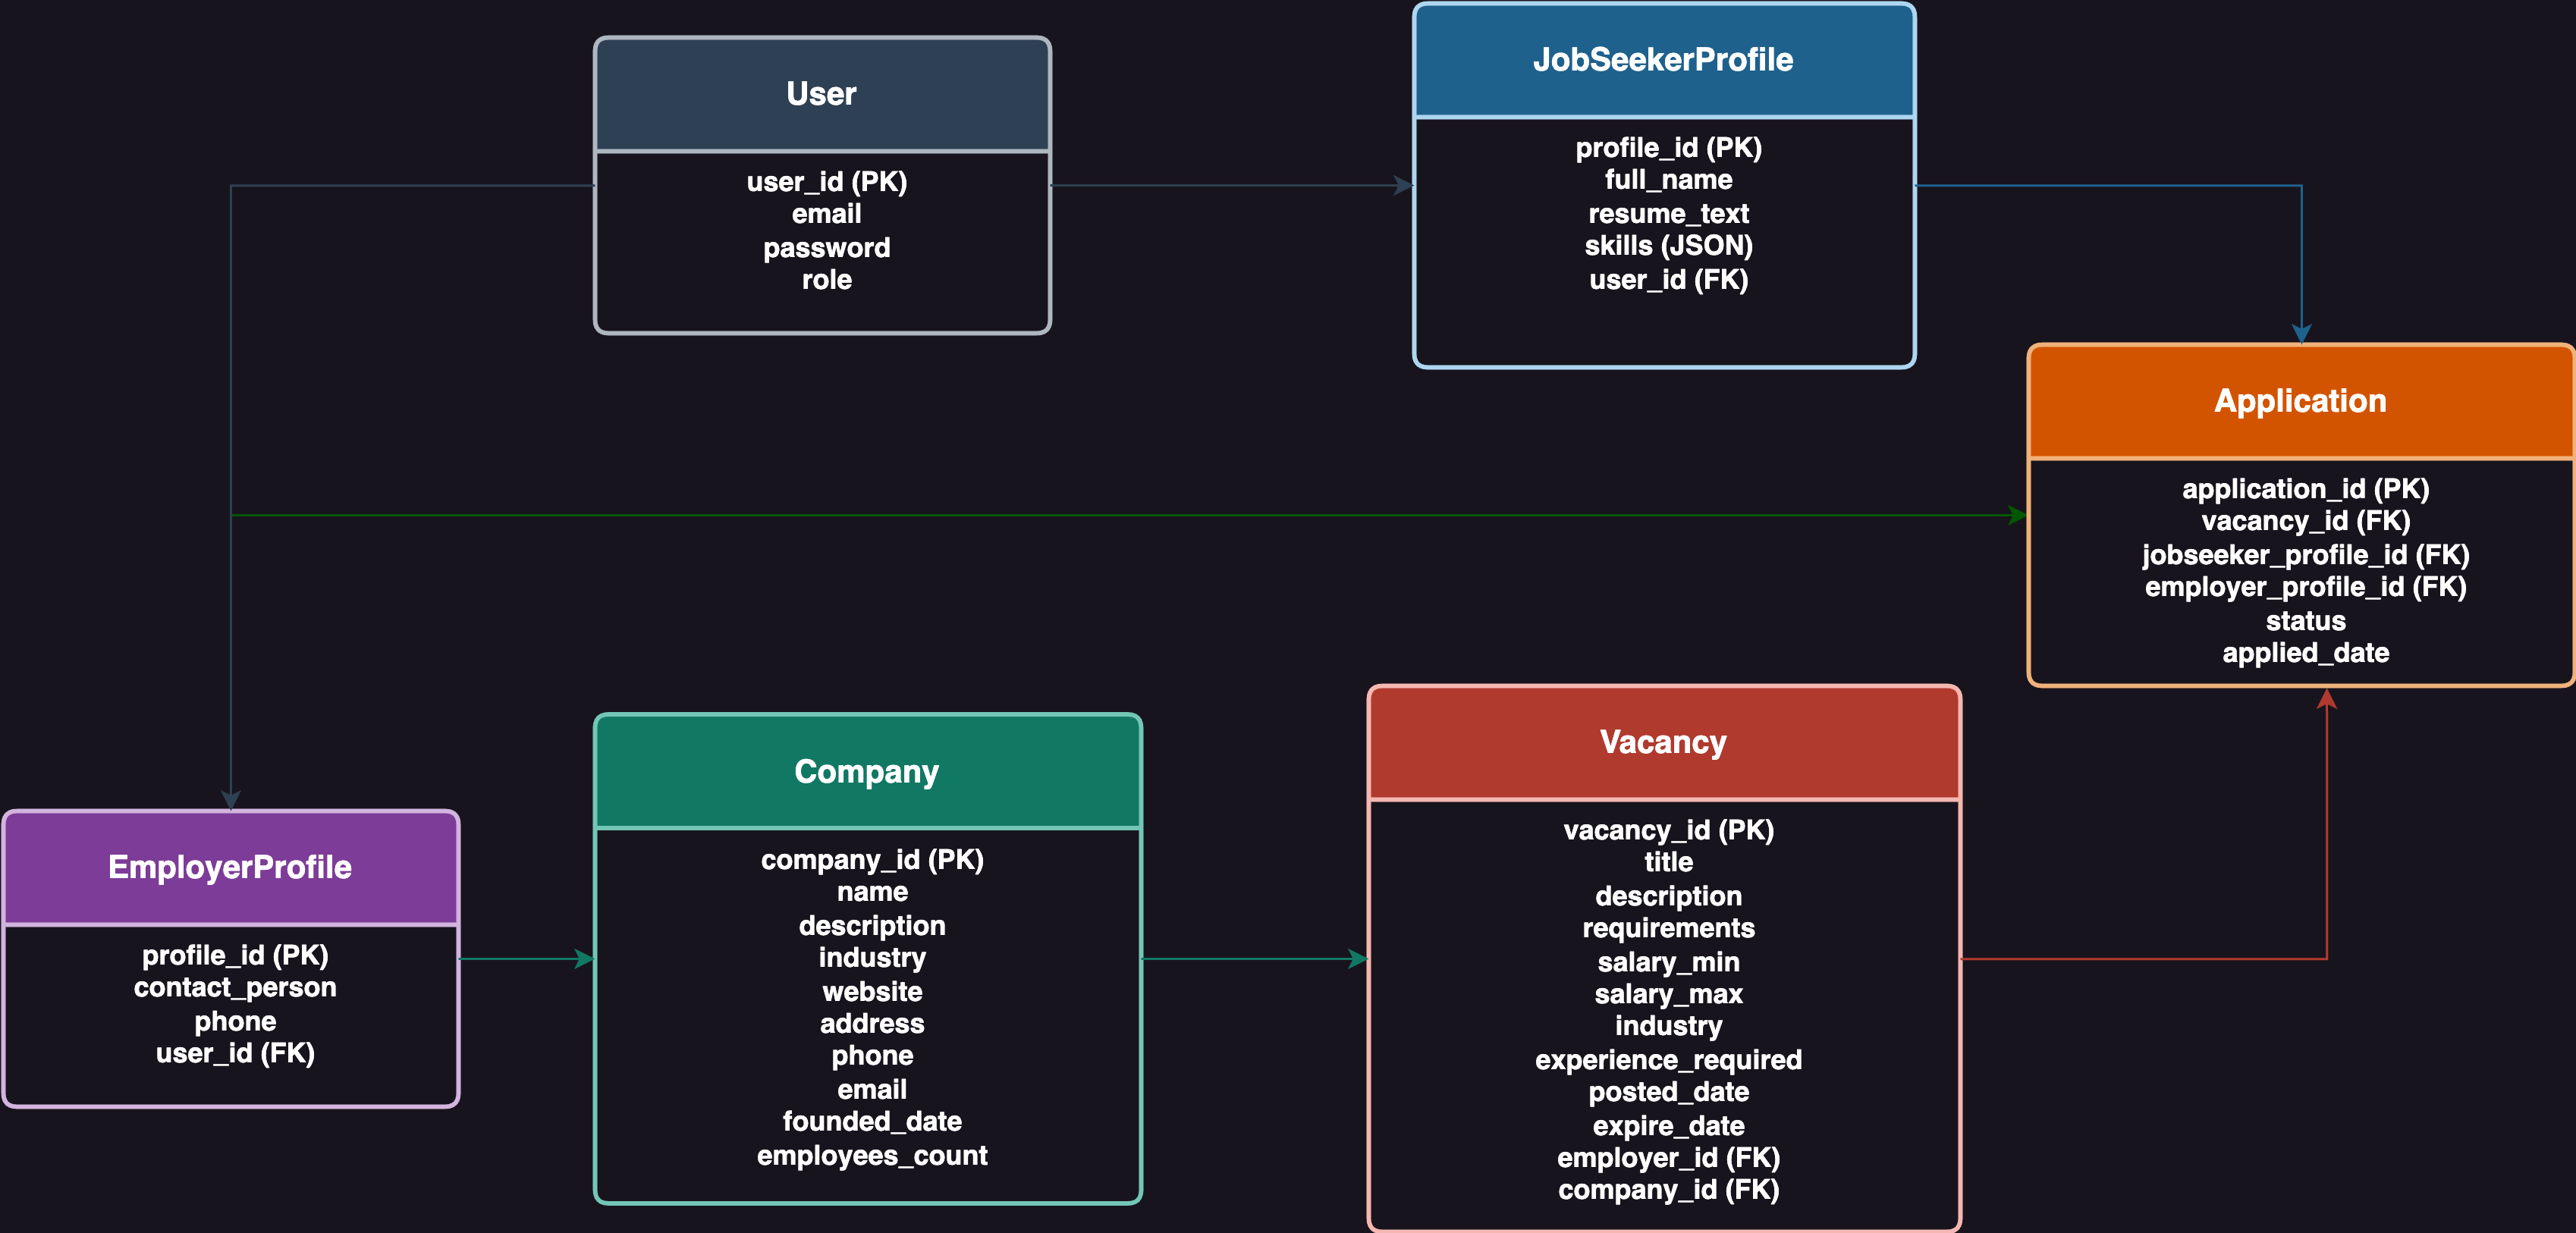 User
user_id (PK)
email
password
role
JobSeekerProfile
profile_id (PK)
full_name
resume_text
skills (JSON)
user_id (FK)
Application
application_id (PK)
vacancy_id (FK)
jobseeker_profile_id (FK)
employer_profile_id (FK)
status
applied_date
EmployerProfile
profile_id (PK)
contact_person
phone
user_id (FK)
Company
company_id (PK)
name
description
industry
website
address
phone
email
founded_date
employees_count
Vacancy
vacancy_id (PK)
title
description
requirements
salary_min
salary_max
industry
experience_required
posted_date
expire_date
employer_id (FK)
company_id (FK)